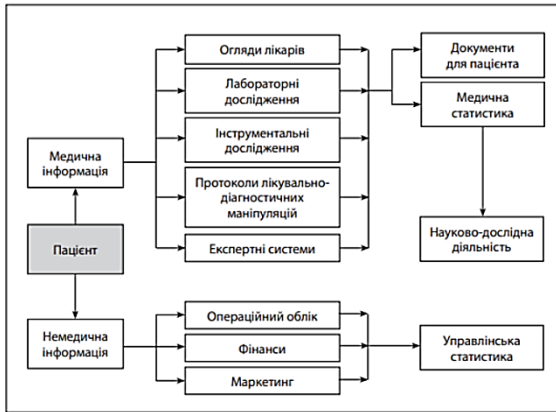 Огляди лікарів
Лабораторні
дослідження
Інструментальні
дослідження
Протоколи лікувально-
діагностичних
маніпуляцій
Експертні системи
Документи
для пацієнта
Медична
статистика
Науково-дослідна
діяльність
Медична
інформація
Пацієнт
Немедична
інформація
Операційний облік
Фінанси
Маркетинг
Управлінська
статистика